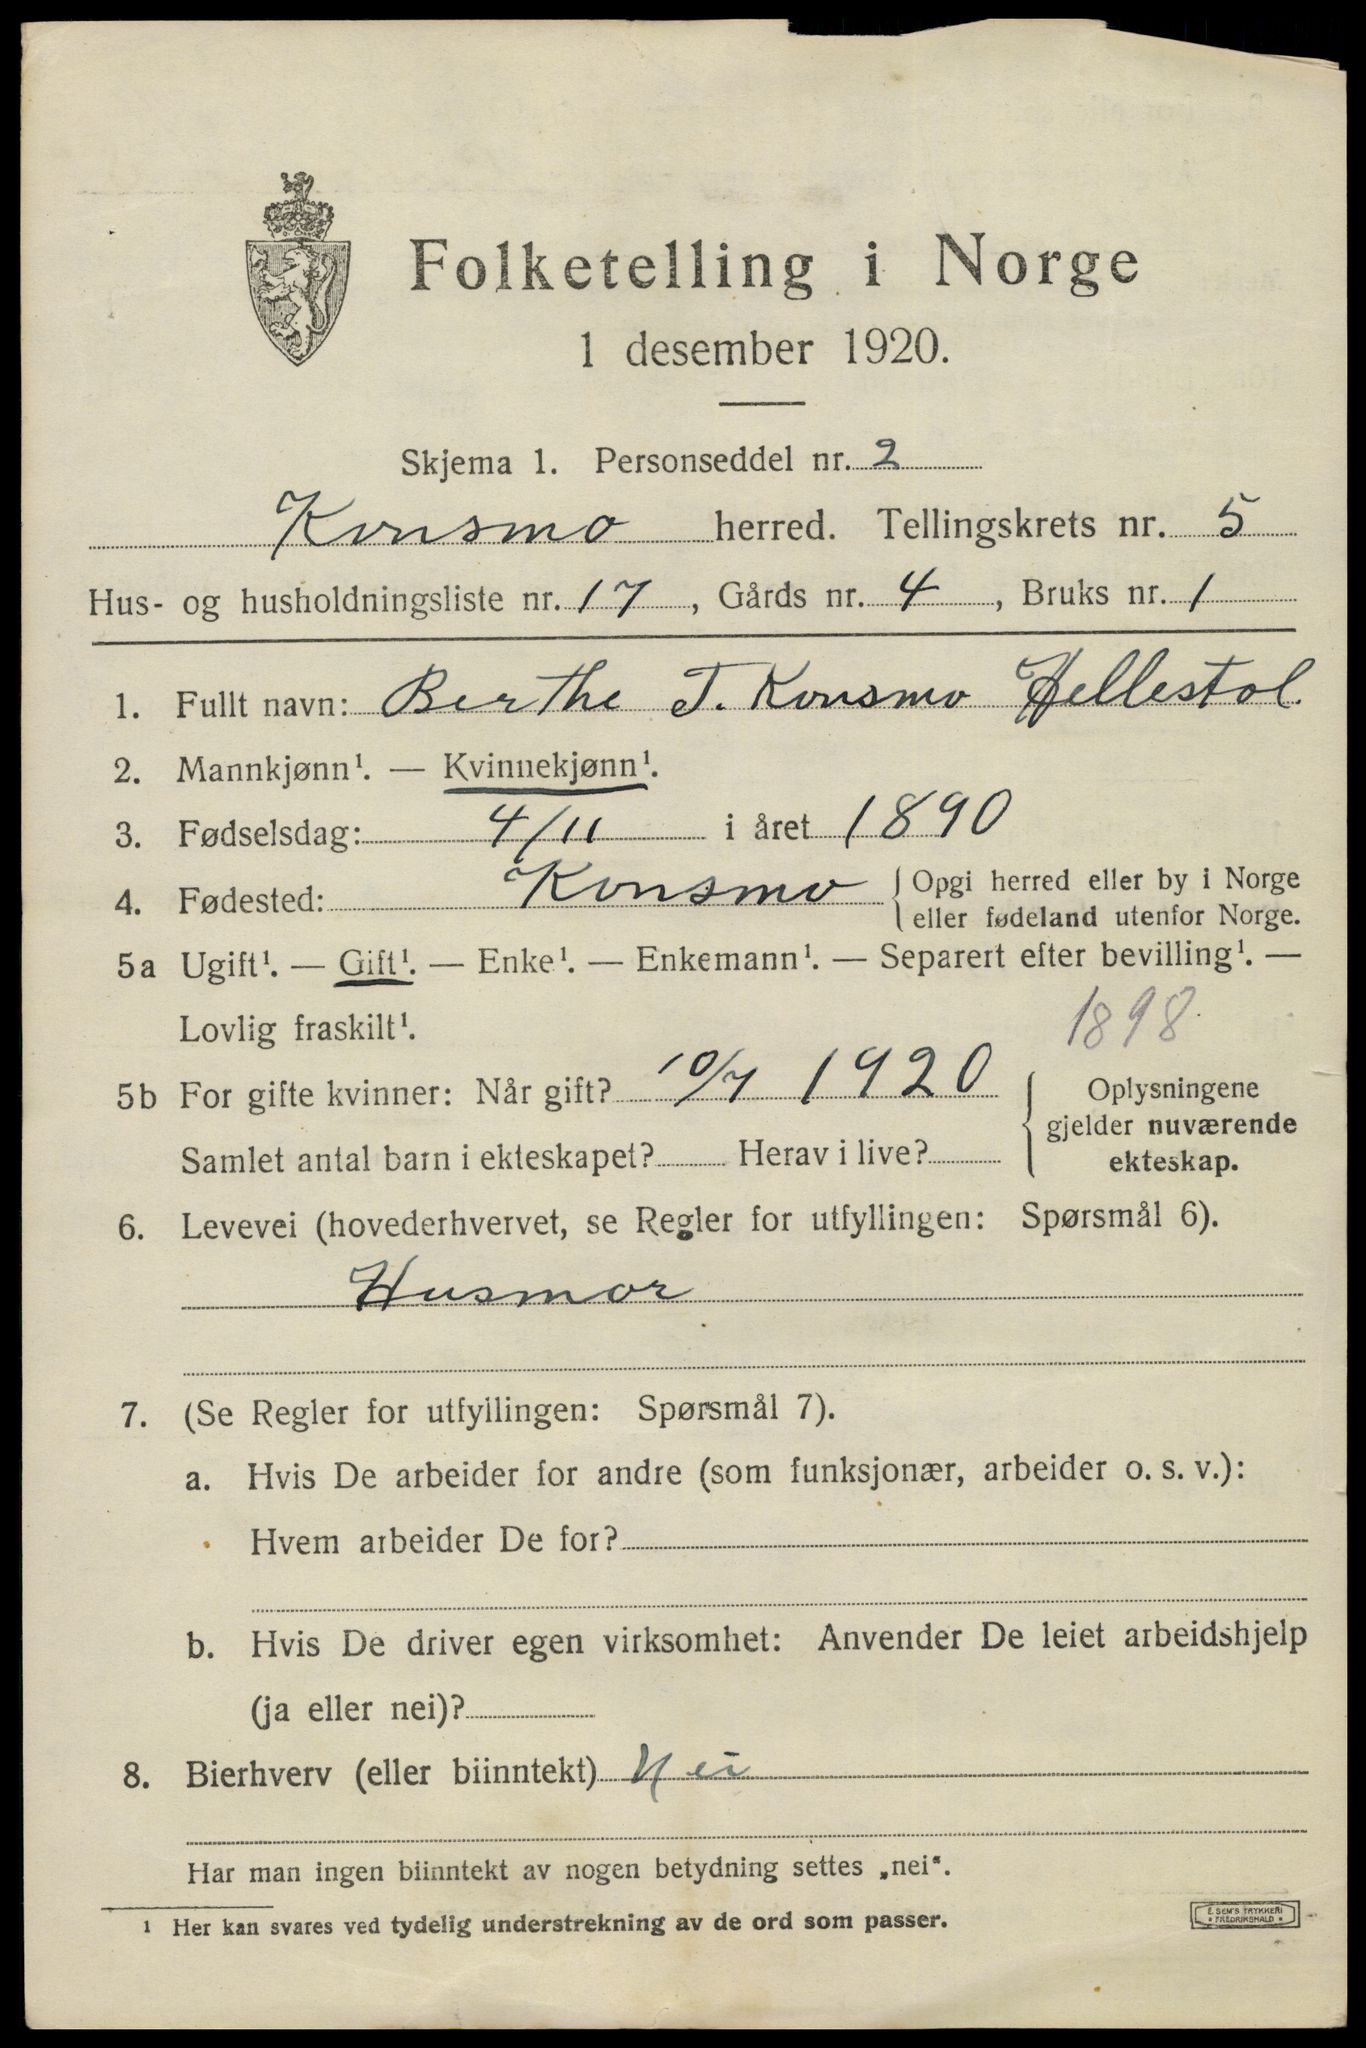 Folketelling i Norge
1 desember 1920.
Skjema 1. Personseddel nr. 2
Konsmo herred. Tellingskrets nr. 5
Hus- og husholdningsliste nr. 17, Gårds nr. 4, Bruks nr. 1
1. Fullt navn: Berthe T. Konsmo Hellestol.
2. Mannkjønn¹. — Kvinnekjønn¹.
3. Fødselsdag: 4/11 i året 1890
4. Fødested: Konsmo { Opgi herred eller by i Norge
eller fødeland utenfor Norge.
5a Ugift¹. — Gift¹. — Enke¹. — Enkemann¹. — Separert efter bevilling¹. —
Lovlig fraskilt¹. 1898
5b For gifte kvinner: Når gift? 10/7 1920 { Oplysningene
gjelder nuværende
Samlet antal barn i ekteskapet? Herav i live? ekteskap.
6. Levevei (hovederhvervet, se Regler for utfyllingen: Spørsmål 6).
Husmor
7. (Se Regler for utfyllingen: Spørsmål 7).
a. Hvis De arbeider for andre (som funksjonær, arbeider o. s. v.):
Hvem arbeider De for?
b. Hvis De driver egen virksomhet: Anvender De leiet arbeidshjelp
(ja eller nei)?
8. Bierhverv (eller biinntekt) Nei
Har man ingen biinntekt av nogen betydning settes „nei“.
¹ Her kan svares ved tydelig understrekning av de ord som passer.
E. SEM'S TRYKKERI
* FREDRIKSHALD *